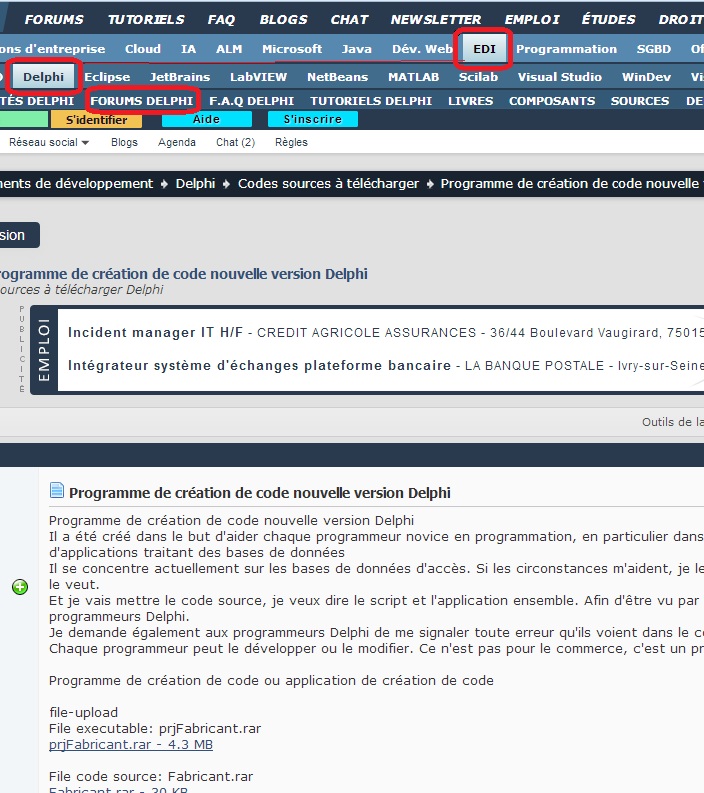 FORUMS TUTORIELS FAQ BLOGS CHAT NEWSLETTER EMPLOI ÉTUDES DROIT
ons d'entreprise Cloud IA ALM Microsoft Java Dév. Web EDI Programmation SGBD Of
Delphi Eclipse JetBrains LabVIEW NetBeans MATLAB Scilab Visual Studio WinDev Vi
TÉS DELPHI FORUMS DELPHI F.A.Q DELPHI TUTORIELS DELPHI LIVRES COMPOSANTS SOURCES DE
S'identifier Aide S'inscrire
Réseau social Blogs Agenda Chat (2) Règles
ments de développement Delphi Codes sources à télécharger Programme de création de code nouvelle
sion
rogramme de création de code nouvelle version Delphi
ources à télécharger Delphi
PUBLICITÉ
EMPLOI
Incident manager IT H/F - CREDIT AGRICOLE ASSURANCES - 36/44 Boulevard Vaugirard, 75015
Intégrateur système d'échanges plateforme bancaire - LA BANQUE POSTALE - Ivry-sur-Seine
Outils de la
Programme de création de code nouvelle version Delphi
Programme de création de code nouvelle version Delphi
Il a été créé dans le but d'aider chaque programmeur novice en programmation, en particulier dans
d'applications traitant des bases de données
Il se concentre actuellement sur les bases de données d'accès. Si les circonstances m'aident, je le
le veut.
Et je vais mettre le code source, je veux dire le script et l'application ensemble. Afin d'être vu par
programmeurs Delphi.
Je demande également aux programmeurs Delphi de me signaler toute erreur qu'ils voient dans le c
Chaque programmeur peut le développer ou le modifier. Ce n'est pas pour le commerce, c'est un pr
Programme de création de code ou application de création de code
file-upload
File executable: prjFabricant.rar
prjFabricant.rar - 4.3 MB
File code source: Fabricant.rar
Fabricant.rar - 20 KB